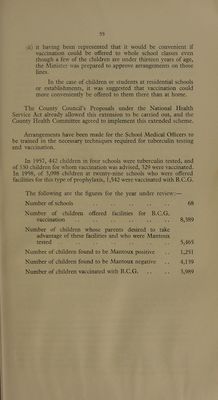 55
(d) it having been represented that it would be convenient if
vaccination could be offered to whole school classes even
though a few of the children are under thirteen years of age,
the Minister was prepared to approve arrangements on those
lines.
In the case of children or students at residential schools
or establishments, it was suggested that vaccination could
more conveniently be offered to them there than at home.
The County Council's Proposals under the National Health
Service Act already allowed this extension to be carried out, and the
County Health Committee agreed to implement this extended scheme.
Arrangements have been made for the School Medical Officers to
be trained in the necessary techniques required for tuberculin testing
and vaccination.
In 1957, 442 children in four schools were tuberculin tested, and
of 330 children for whom vaccination was advised, 329 were vaccinated.
In 1958, of 3,098 children at twenty-nine schools who were offered
facilities for this type of prophylaxis, 1,542 were vaccinated with B.C.G.
The following are the figures for the year under review:—
Number of schools .. .. .. .. .. 68
Number of children offered facilities for B.C.G.
vaccination .. .. .. .. .. 8,389
Number of children whose parents desired to take
advantage of these facilities and who were Mantoux
tested .. .. .. .. .. 5,465
Number of children found to be Mantoux positive .. 1,251
Number of children found to be Mantoux negative .. 4,139
Number of children vaccinated with B.C.G. .. .. 3,989